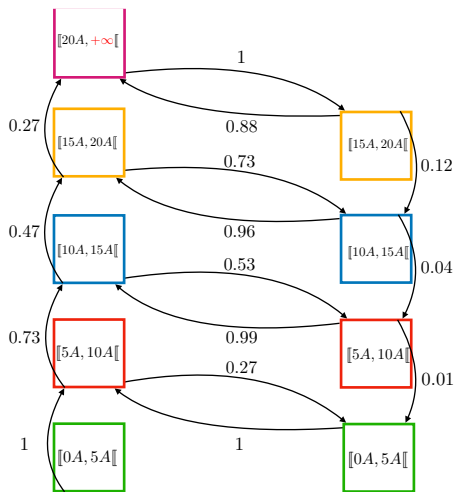 ⟦20A, +∞⟦
1
0.88
⟦15A, 20A⟦
⟦15A, 20A⟦
0.27
0.12
0.73
0.96
⟦10A, 15A⟦
⟦10A, 15A⟦
0.47
0.04
0.53
0.99
⟦5A, 10A⟦
⟦5A, 10A⟦
0.73
0.01
0.27
1
1
⟦0A, 5A⟦
⟦0A, 5A⟦